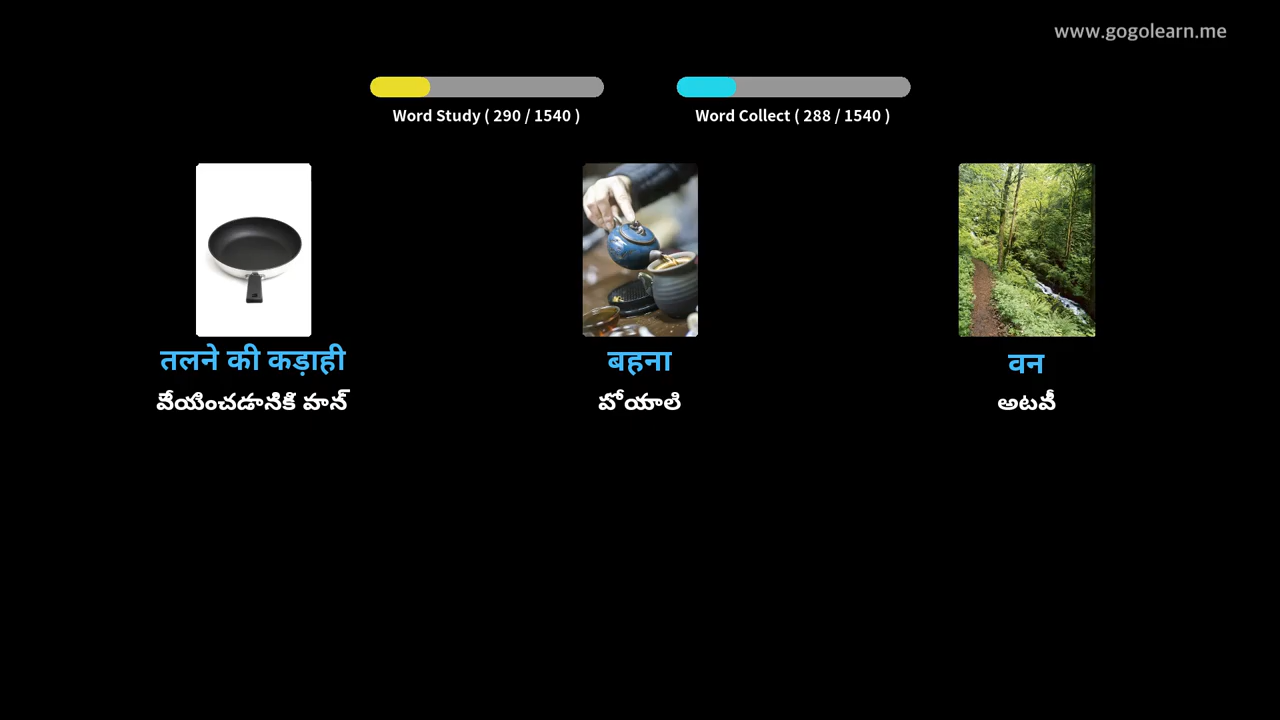 www.gogolearn.me
Word Study ( 290 / 1540 )
Word Collect ( 288 / 1540 )
तलने की कड़ाही
बहना
वन
వేయించడానికి పాన్
పోయాలి
అటవీ